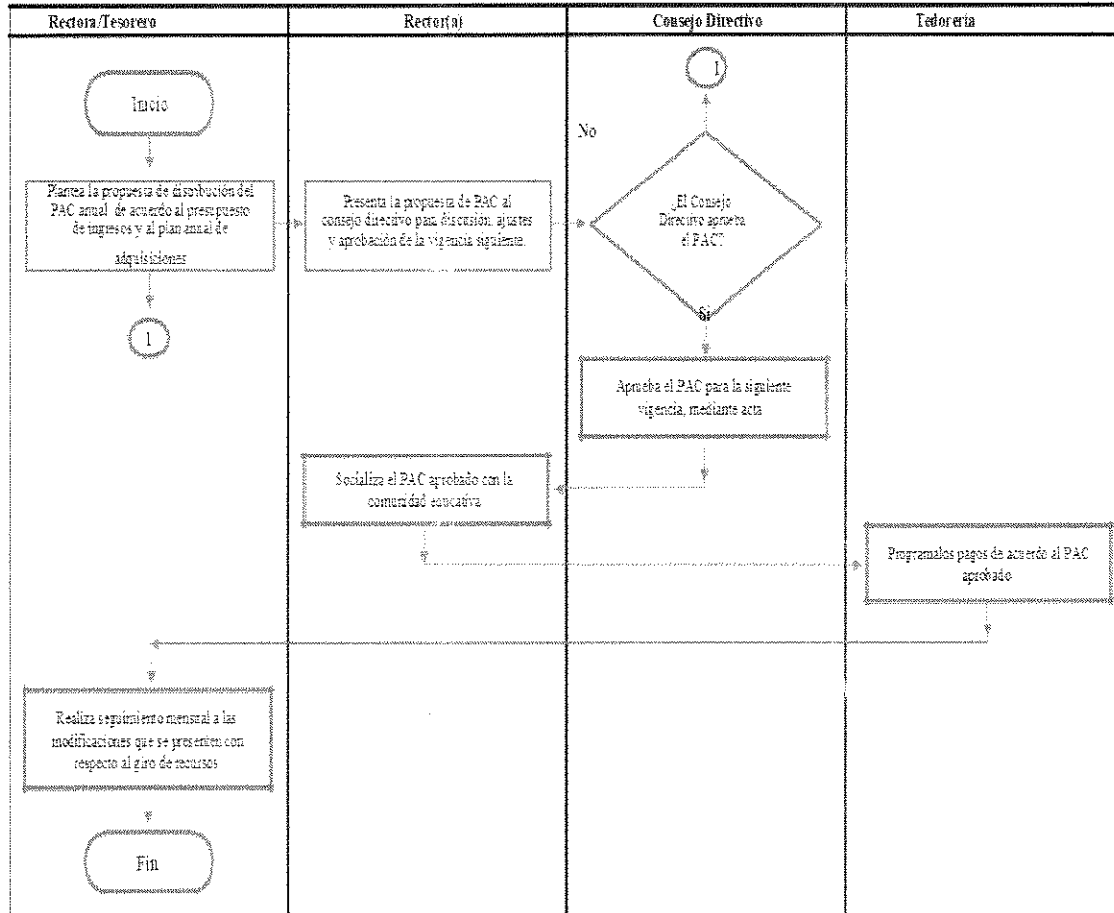 Rectora/Tesorero
Rector(a)
Consejo Directivo
Tedorería
Inicio
1
No
Plantea la propuesta de distribución del
PAC anual de acuerdo al presupuesto
de ingresos y al plan anual de
adquisiciones
Presenta la propuesta de PAC al
consejo directivo para discusión, ajustes
y aprobación de la vigencia siguiente.
¿El Consejo
Directivo aprueba
el PAC?
1
Si
Aprueba el PAC para la siguiente
vigencia, mediante acta
Socializa el PAC aprobado con la
comunidad educativa
Programalos pagos de acuerdo al PAC
aprobado
Realiza seguimiento mensual a las
modificaciones que se presenten con
respecto al giro de recursos
Fin